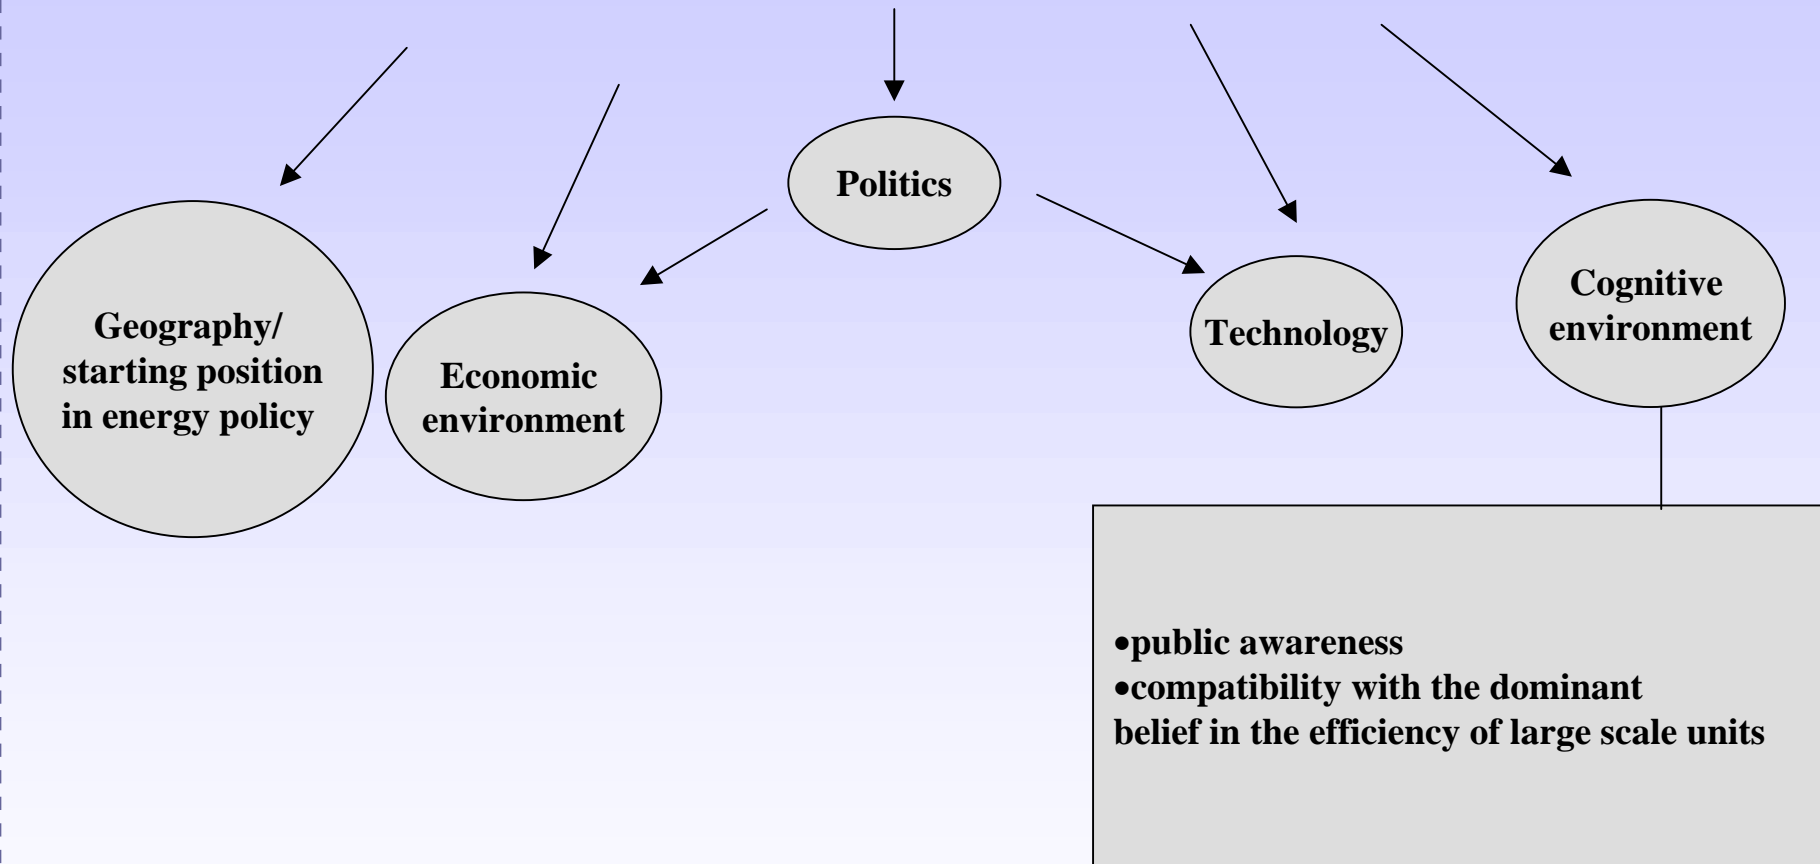 Politics
Geography/
starting position
in energy policy
Economic
environment
Technology
Cognitive
environment
•public awareness
•compatibility with the dominant
belief in the efficiency of large scale units